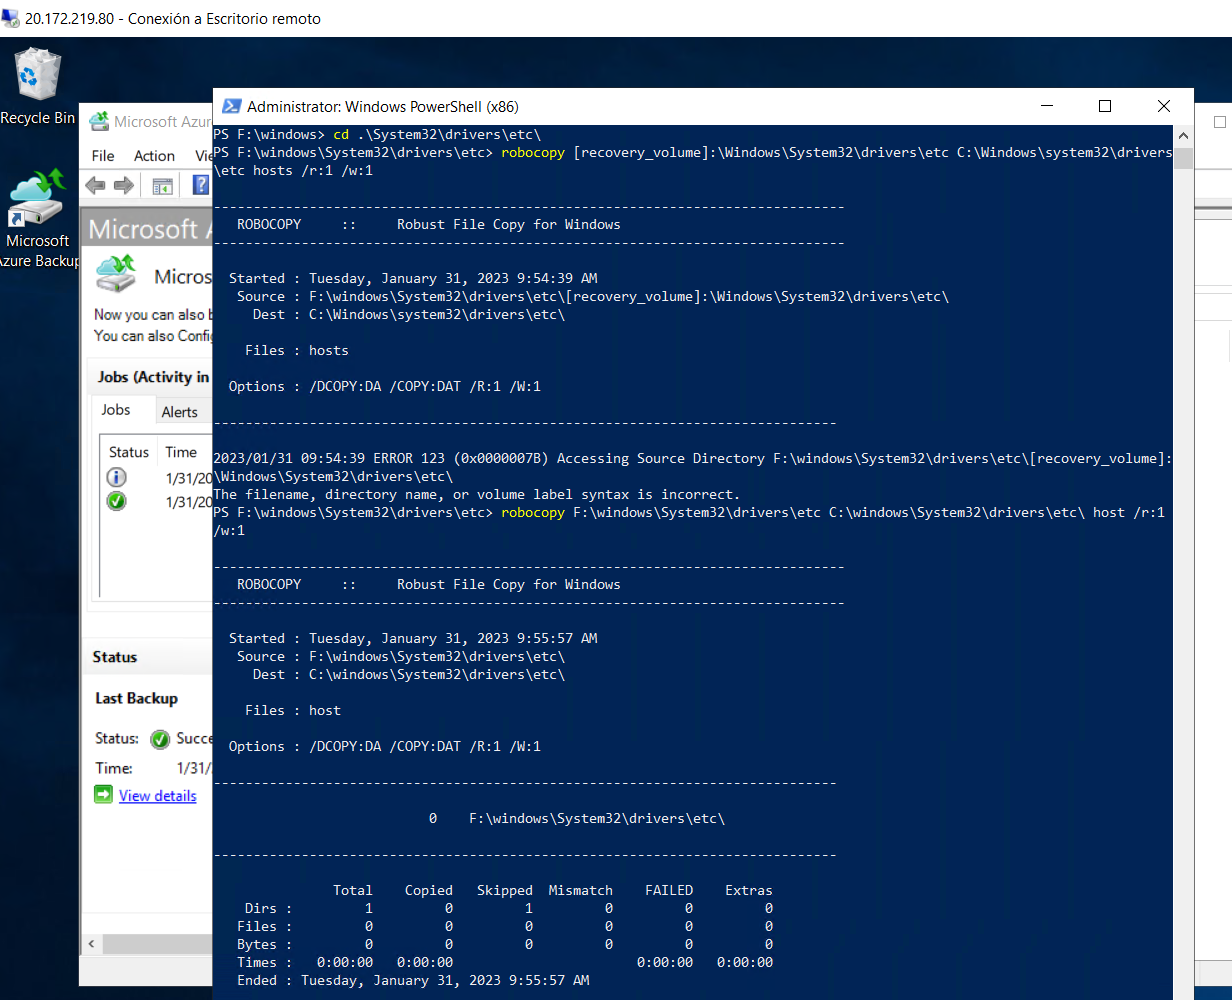 20.172.219.80 - Conexión a Escritorio remoto
Recycle Bin
Microsoft
Azure Backup
Microsoft Azur
File Action Vie
Microsoft A
Micros
Now you can also b
You can also Config
Jobs (Activity in
Jobs Alerts
Status Time
1/31/20
1/31/20
Status
Last Backup
Status: Succe
Time: 1/31/
View details
Administrator: Windows PowerShell (x86)
PS F:\windows> cd .\System32\drivers\etc\
PS F:\windows\System32\drivers\etc> robocopy [recovery_volume]:\Windows\System32\drivers\etc C:\Windows\system32\drivers
\etc hosts /r:1 /w:1
-------------------------------------------------------------------------------
ROBOCOPY :: Robust File Copy for Windows
-------------------------------------------------------------------------------
Started : Tuesday, January 31, 2023 9:54:39 AM
Source : F:\windows\System32\drivers\etc\[recovery_volume]:\Windows\System32\drivers\etc\
Dest : C:\Windows\system32\drivers\etc\
Files : hosts
Options : /DCOPY:DA /COPY:DAT /R:1 /W:1
------------------------------------------------------------------------------
2023/01/31 09:54:39 ERROR 123 (0x0000007B) Accessing Source Directory F:\windows\System32\drivers\etc\[recovery_volume]:
\Windows\System32\drivers\etc\
The filename, directory name, or volume label syntax is incorrect.
PS F:\windows\System32\drivers\etc> robocopy F:\windows\System32\drivers\etc C:\windows\System32\drivers\etc\ host /r:1
/w:1
-------------------------------------------------------------------------------
ROBOCOPY :: Robust File Copy for Windows
-------------------------------------------------------------------------------
Started : Tuesday, January 31, 2023 9:55:57 AM
Source : F:\windows\System32\drivers\etc\
Dest : C:\windows\System32\drivers\etc\
Files : host
Options : /DCOPY:DA /COPY:DAT /R:1 /W:1
------------------------------------------------------------------------------
0 F:\windows\System32\drivers\etc\
------------------------------------------------------------------------------
Total Copied Skipped Mismatch FAILED Extras
Dirs : 1 0 1 0 0 0
Files : 0 0 0 0 0 0
Bytes : 0 0 0 0 0 0
Times : 0:00:00 0:00:00 0:00:00 0:00:00
Ended : Tuesday, January 31, 2023 9:55:57 AM